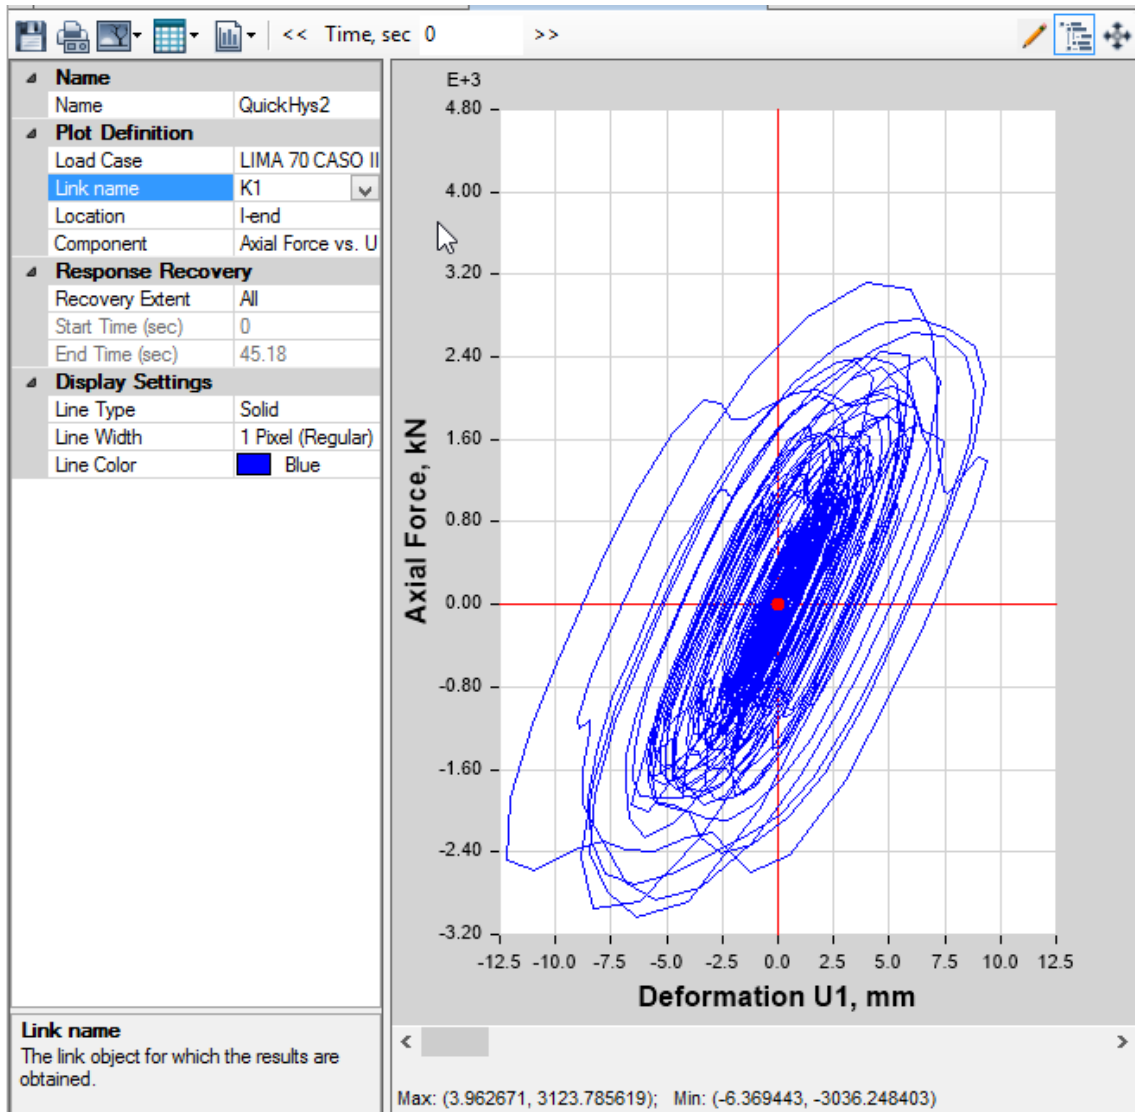 << Time, sec 0 >>
Name
Name QuickHys2
Plot Definition
Load Case LIMA 70 CASO II
Link name K1
Location I-end
Component Axial Force vs. U
Response Recovery
Recovery Extent All
Start Time (sec) 0
End Time (sec) 45.18
Display Settings
Line Type Solid
Line Width 1 Pixel (Regular)
Line Color Blue
Link name
The link object for which the results are
obtained.
E+3
4.80
4.00
3.20
2.40
1.60
0.80
0.00
-0.80
-1.60
-2.40
-3.20
Axial Force, kN
-12.5 -10.0 -7.5 -5.0 -2.5 0.0 2.5 5.0 7.5 10.0 12.5
Deformation U1, mm
Max: (3.962671, 3123.785619); Min: (-6.369443, -3036.248403)